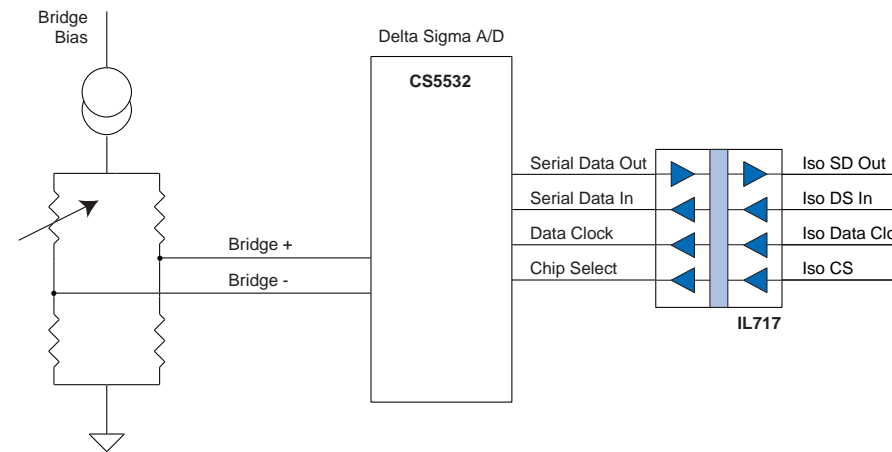 Bridge
Bias
Delta Sigma A/D
CS5532
Serial Data Out
Iso SD Out
Serial Data In
Iso DS In
Data Clock
Iso Data Clo
Chip Select
Iso CS
Bridge +
Bridge -
IL717